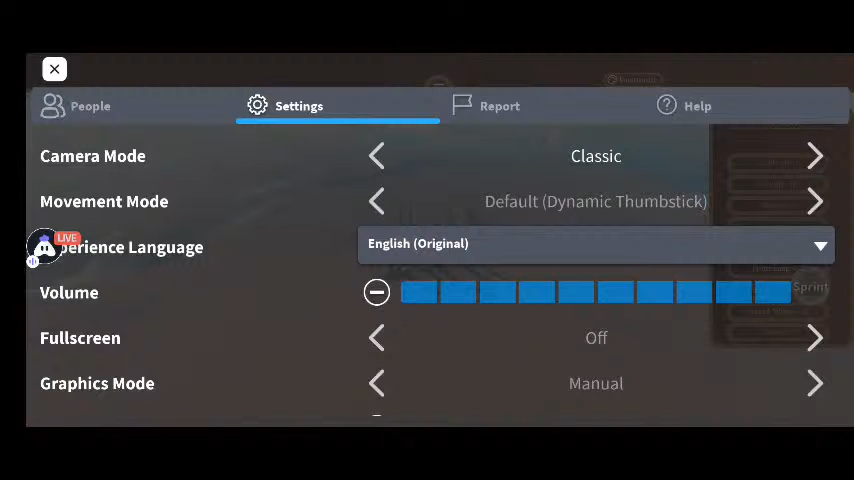 People
Settings
Report
Help
Camera Mode
Classic
Movement Mode
Default (Dynamic Thumbstick)
LIVE
perience Language
English (Original)
Volume
Sprint
Fullscreen
Off
Graphics Mode
Manual